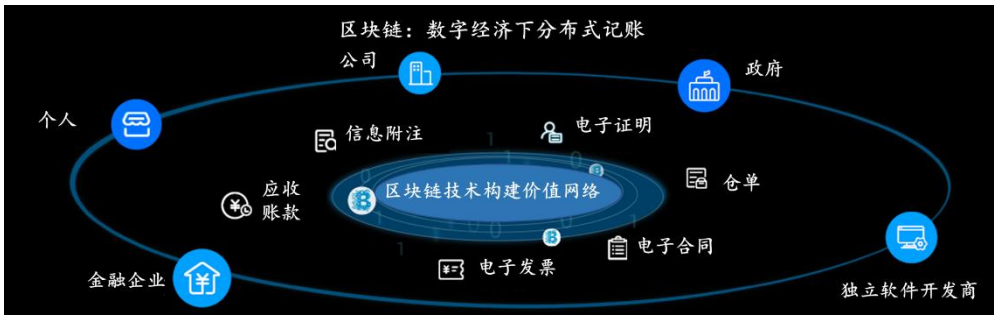 区块链：数字经济下分布式记账
公司
政府
个人
信息附注
电子证明
应收
账款
区块链技术构建价值网络
仓单
电子合同
电子发票
金融企业
独立软件开发商